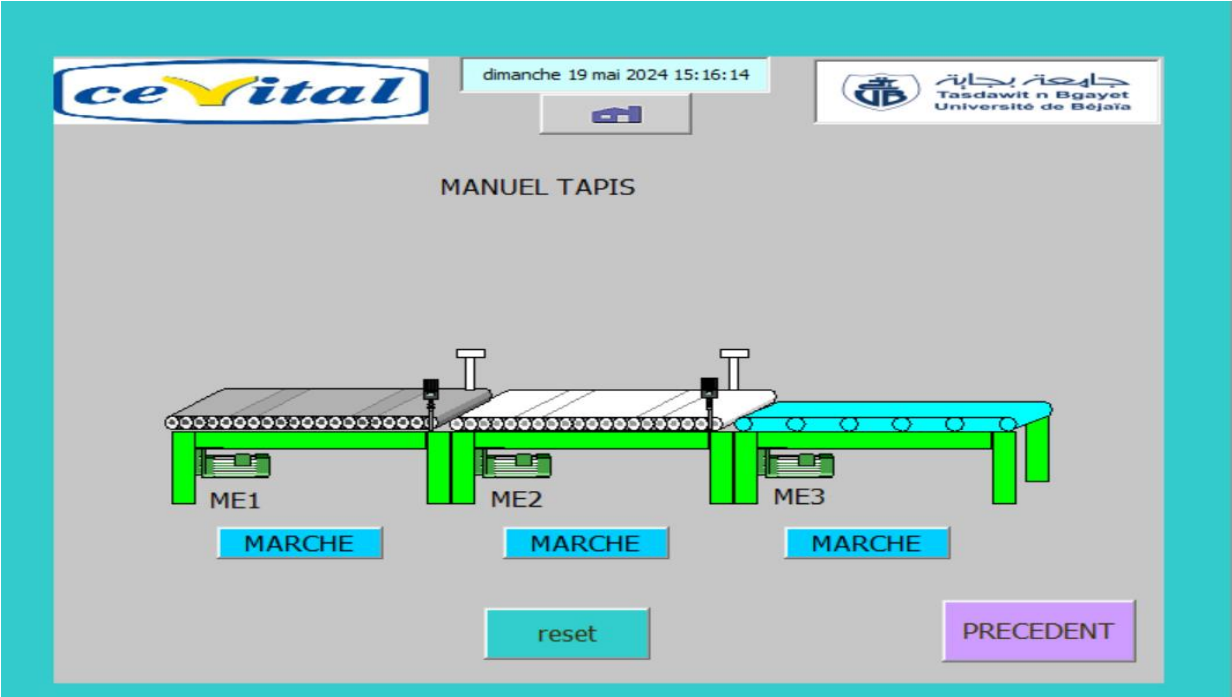 cevital
dimanche 19 mai 2024 15:16:14
جامعة بجاية
Tasdawit n Bgayet
Université de Béjaïa
MANUEL TAPIS
ME1
ME2
ME3
MARCHE
MARCHE
MARCHE
reset
PRECEDENT